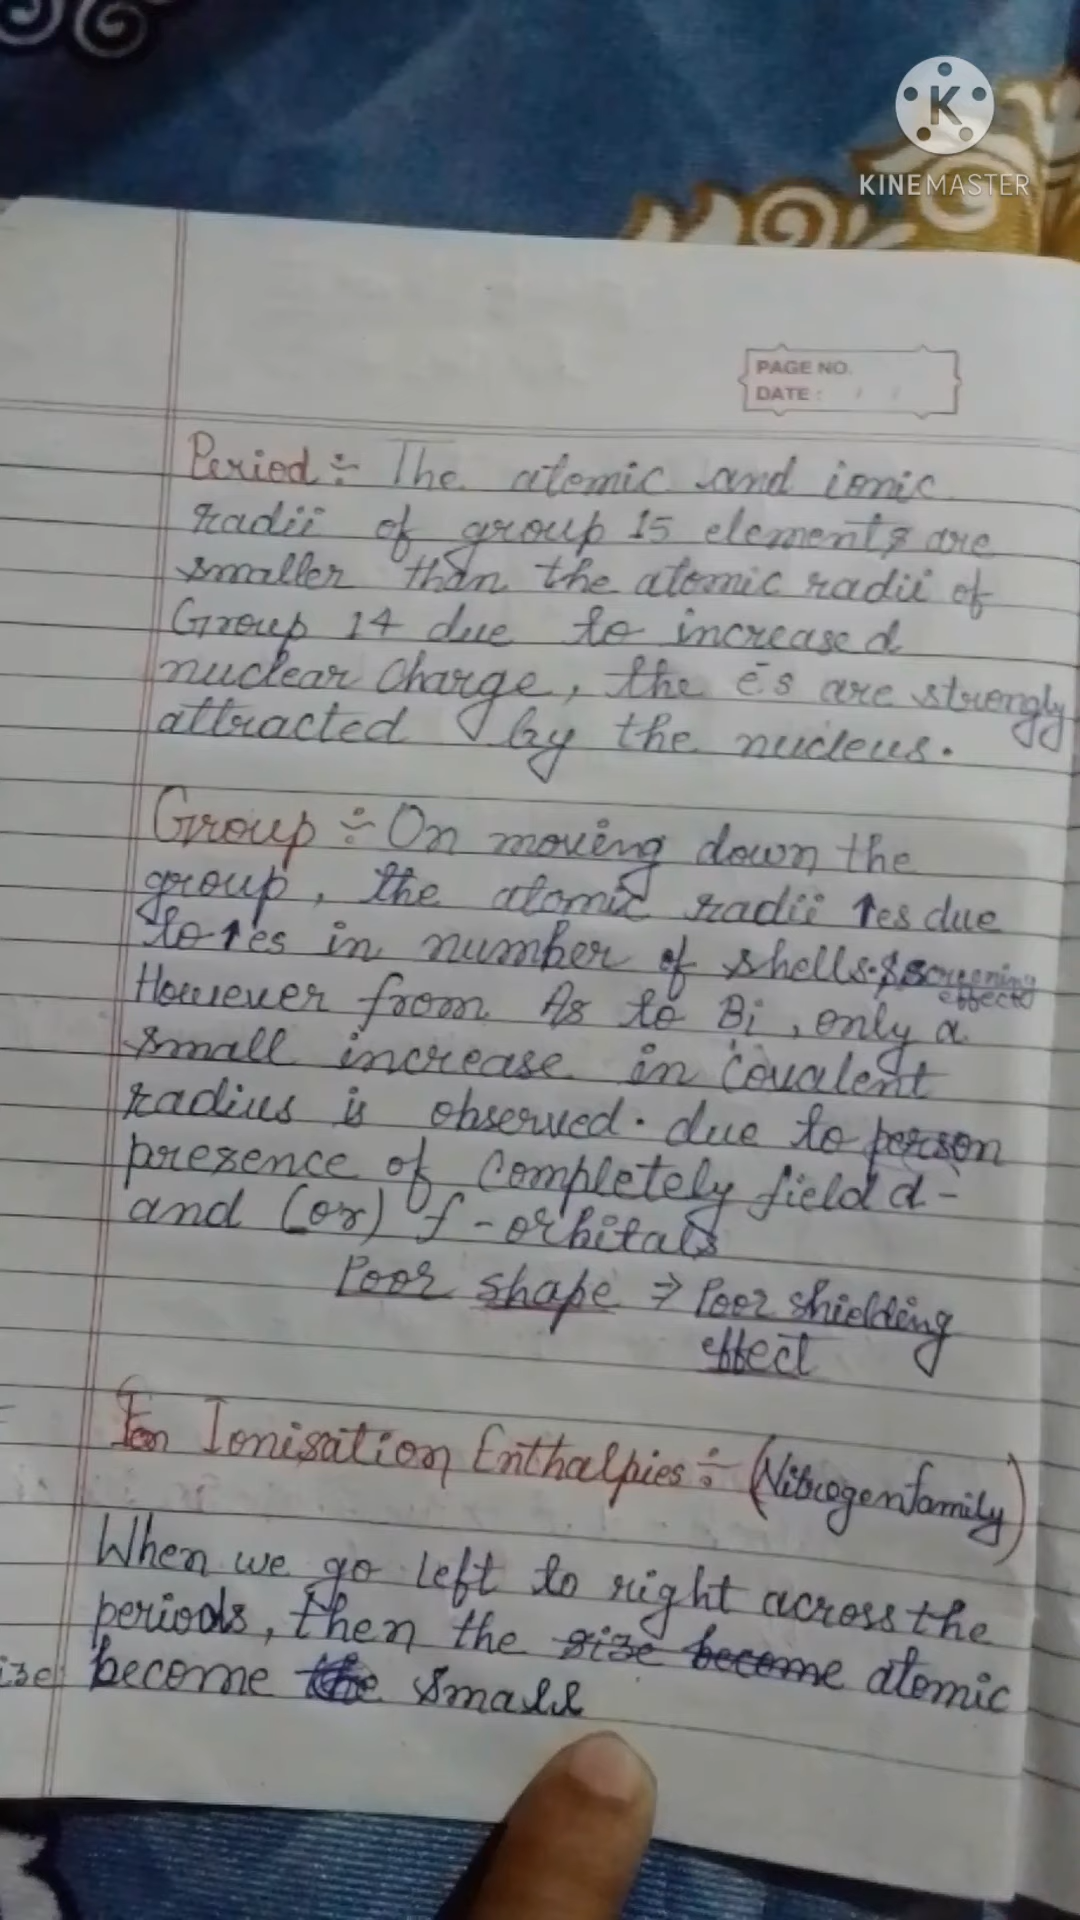 K
KINEMASTER
PAGE NO.
DATE :   /   /
Period ÷ The atomic and ionic
radii of group 15 elements are
smaller than the atomic radii of
Group 14 due to increased
nuclear charge, the ēs are strongly
attracted by the nucleus.
Group ÷ On moving down the
group, the atomic radii ↑es due
to ↑es in number of shells. & screening
effect
However from As to Bi, only a
small increase in covalent
radius is observed. due to person
presence of completely field d-
and (or) f-orbitals
Poor shape ⇒ Poor shielding
effect
Ionisation Enthalpies ÷ (Nitrogen family)
When we go left to right across the
periods, then the size become atomic
ize become the small